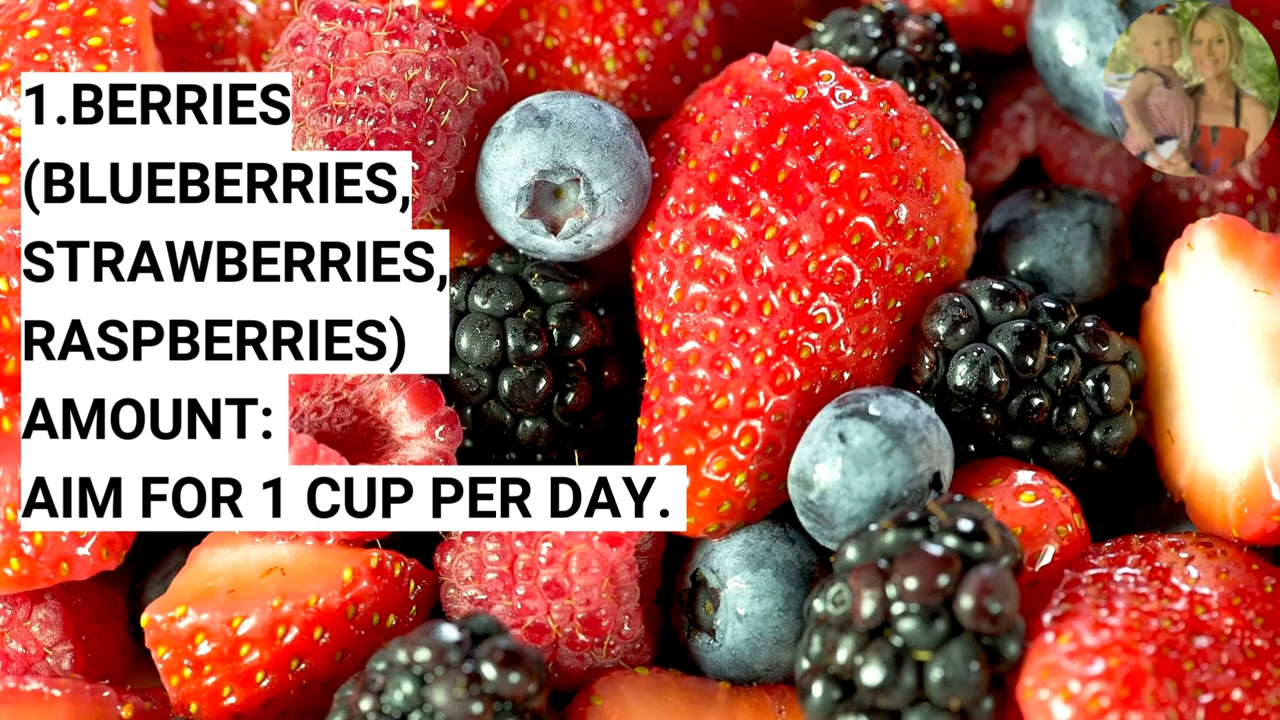 1.BERRIES
(BLUEBERRIES,
STRAWBERRIES,
RASPBERRIES)
AMOUNT:
AIM FOR 1 CUP PER DAY.